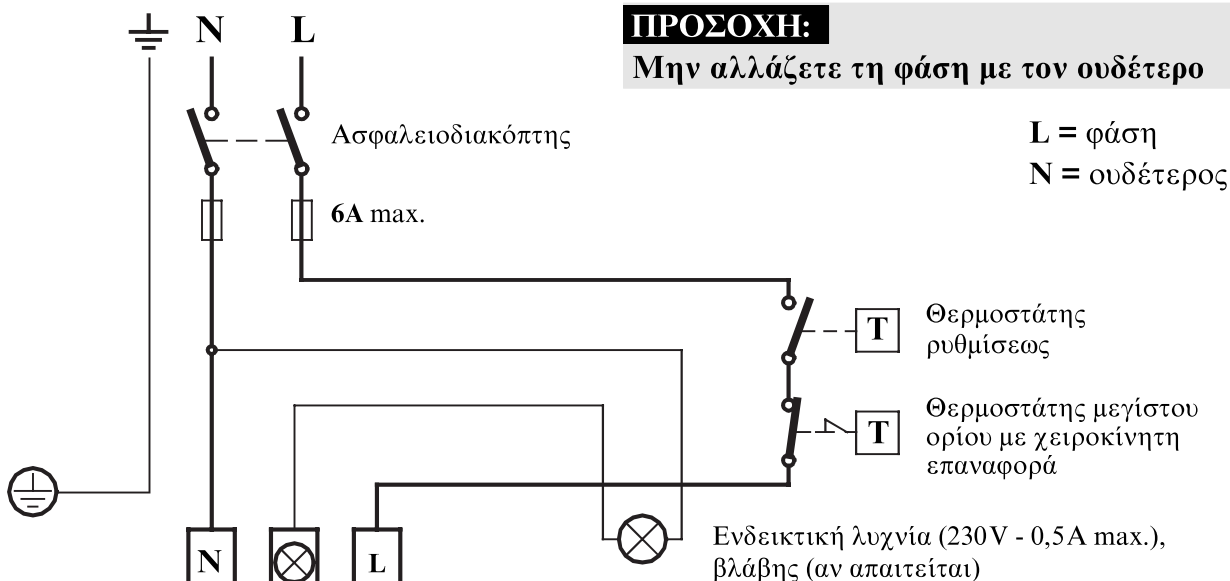 N L
ΠΡΟΣΟΧΗ:
Μην αλλάζετε τη φάση με τον ουδέτερο
L = φάση
N = ουδέτερος
Ασφαλειοδιακόπτης
6A max.
T
Θερμοστάτης
ρυθμίσεως
T
Θερμοστάτης μεγίστου
ορίου με χειροκίνητη
επαναφορά
Ενδεικτική λυχνία (230V - 0,5A max.),
βλάβης (αν απαιτείται)
N L